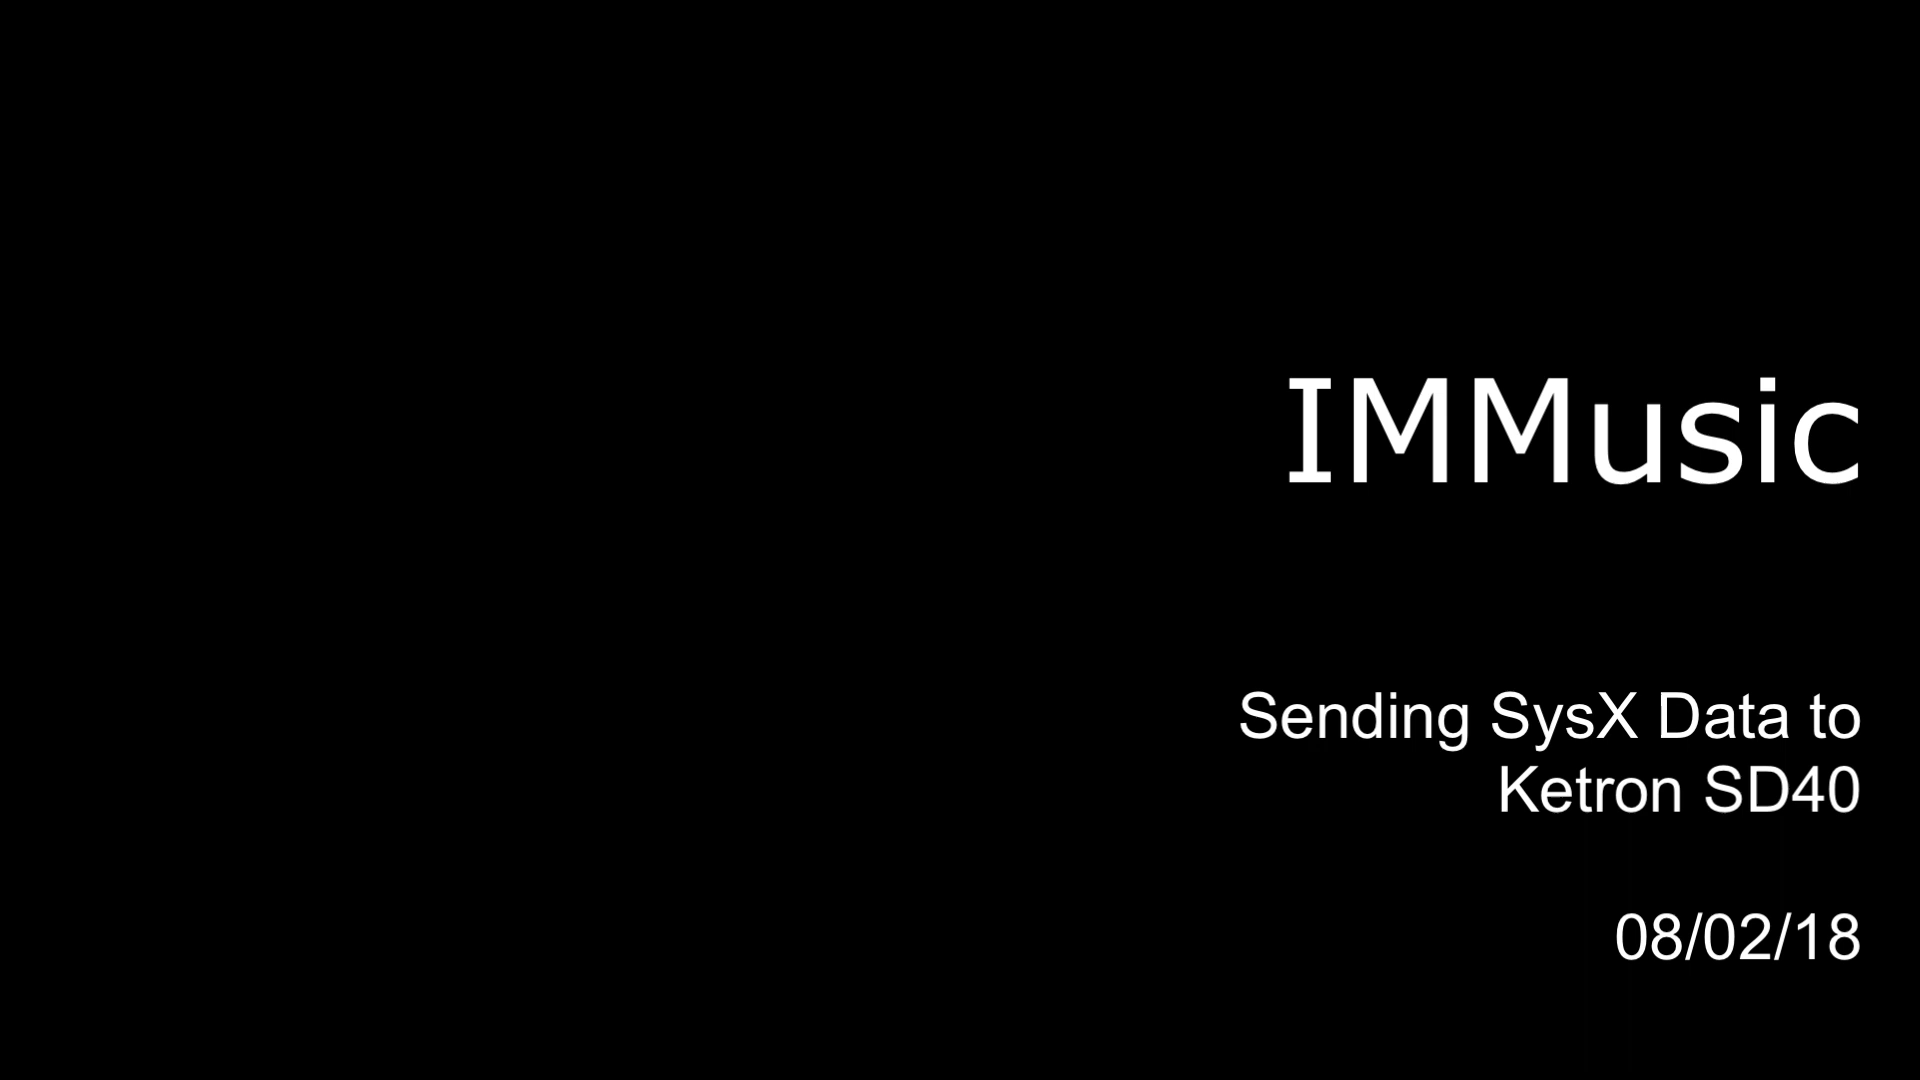 IMMusic
Sending SysX Data to
Ketron SD40
08/02/18